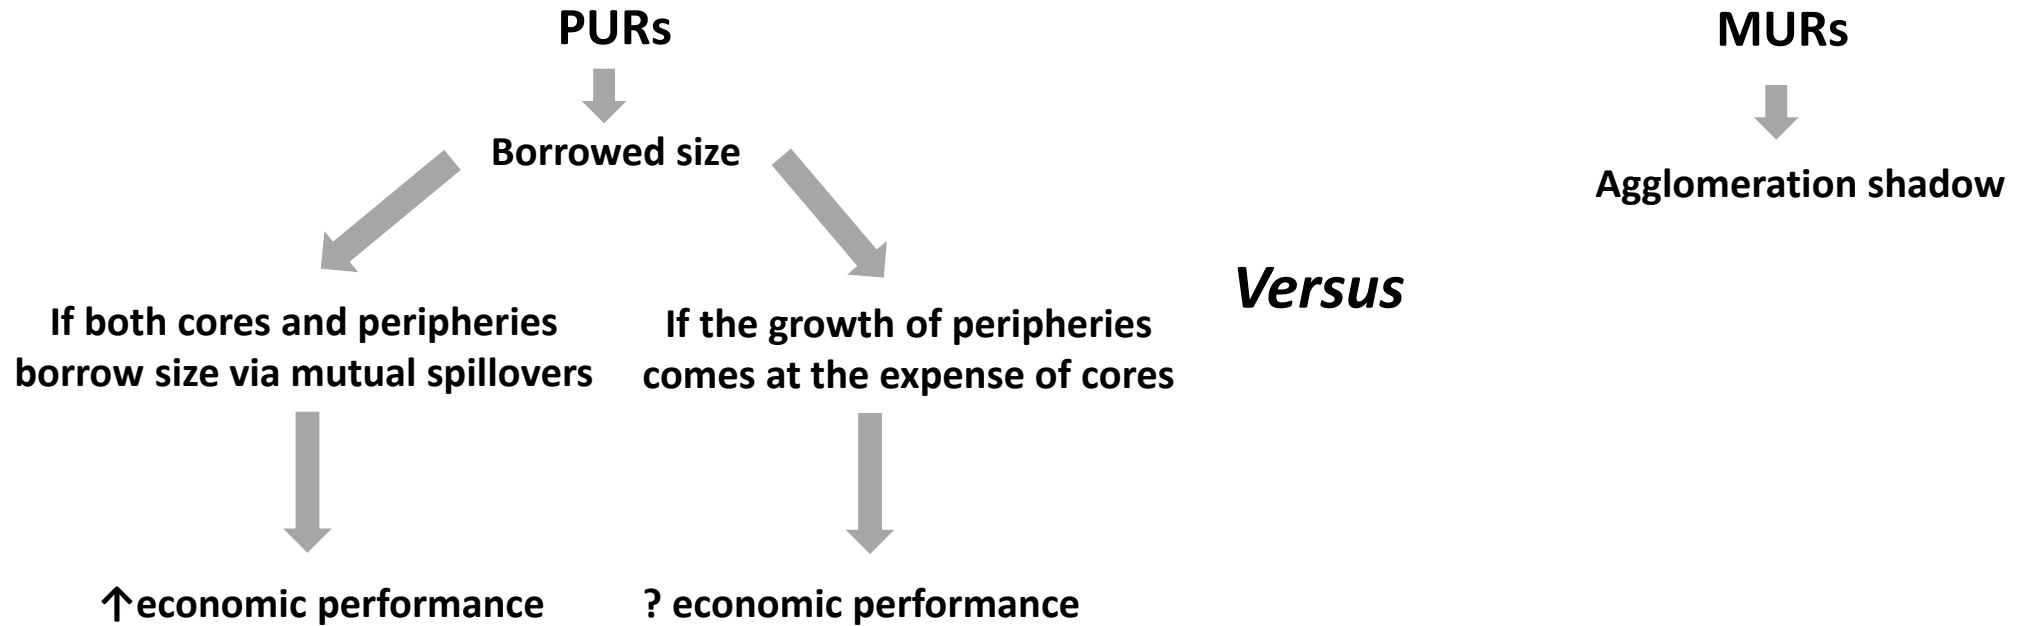 PURs
MURs
Borrowed size
Agglomeration shadow
If both cores and peripheries
borrow size via mutual spillovers
If the growth of peripheries
comes at the expense of cores
Versus
↑economic performance
? economic performance